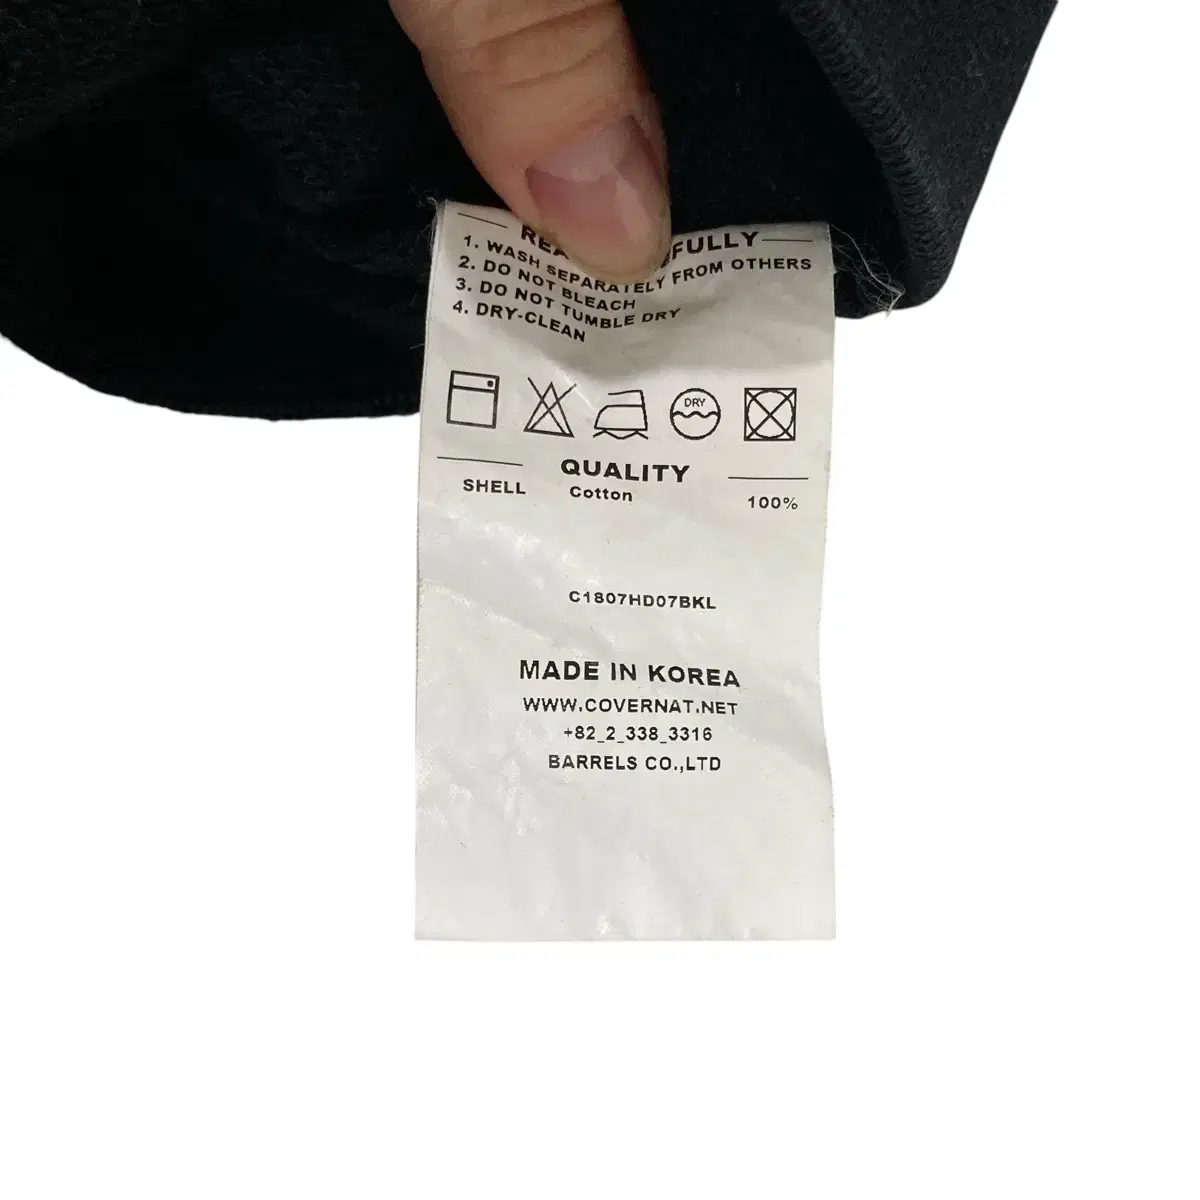 FULLY
1. WASH SEPARATELY FROM OTHERS
2. DO NOT BLEACH
3. DO NOT TUMBLE DRY
4. DRY-CLEAN
DRY
QUALITY
SHELL Cotton 100%
C1807HD07BKL
MADE IN KOREA
WWW.COVERNAT.NET
+82_2_338_3316
BARRELS CO.,LTD